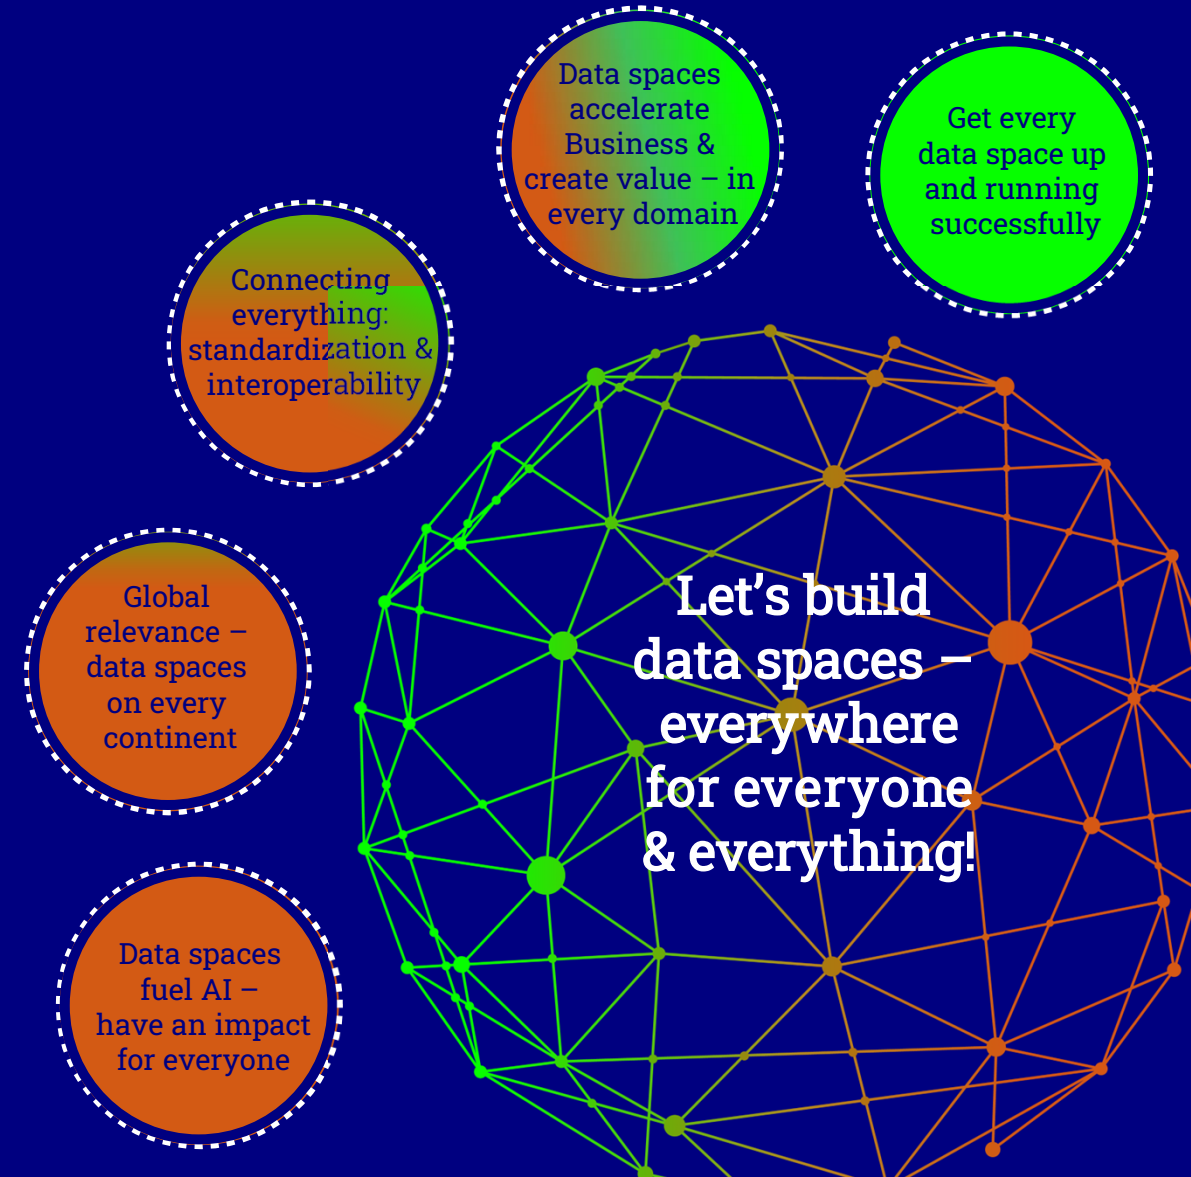 Data spaces
accelerate
Business &
create value – in
every domain
Get every
data space up
and running
successfully
Connecting
everything:
standardization &
interoperability
Global
relevance –
data spaces
on every
continent
Data spaces
fuel AI –
have an impact
for everyone
Let’s build
data spaces –
everywhere
for everyone
& everything!